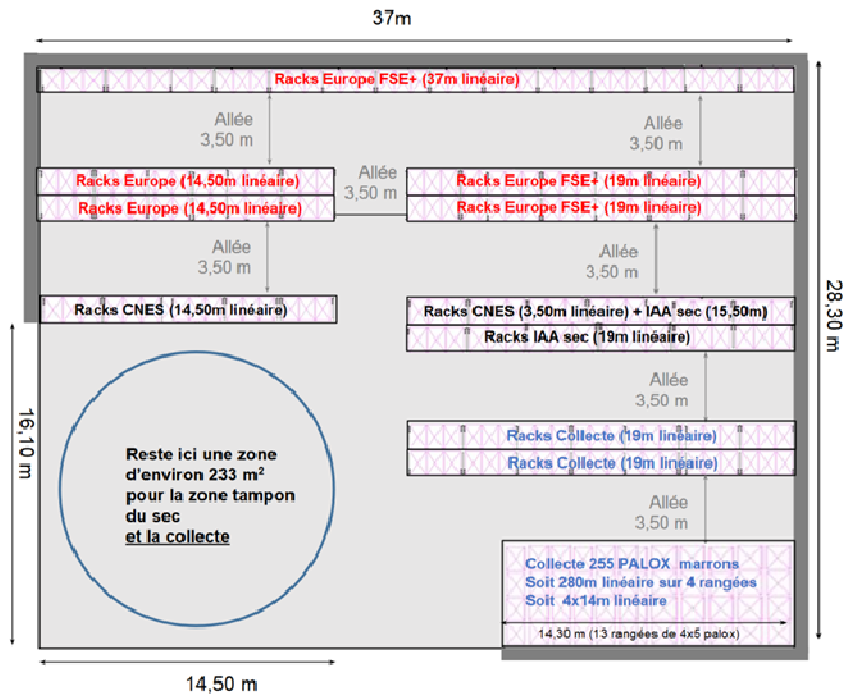 37m
Racks Europe FSE+ (37m linéaire)
Allée
3,50 m
Allée
3,50 m
Allée
3,50 m
Racks Europe (14,50m linéaire)
Racks Europe FSE+ (19m linéaire)
Racks Europe (14,50m linéaire)
Racks Europe FSE+ (19m linéaire)
Allée
3,50 m
Allée
3,50 m
Racks CNES (14,50m linéaire)
Racks CNES (3,50m linéaire) + IAA sec (15,50m)
Racks IAA sec (19m linéaire)
28,30 m
Allée
3,50 m
16,10 m
Racks Collecte (19m linéaire)
Racks Collecte (19m linéaire)
Reste ici une zone
d'environ 233 m²
pour la zone tampon
du sec
et la collecte
Allée
3,50 m
Collecte 255 PALOX marrons
Soit 280m linéaire sur 4 rangées
Soit 4x14m linéaire
14,30 m (13 rangées de 4x5 palox)
14,50 m